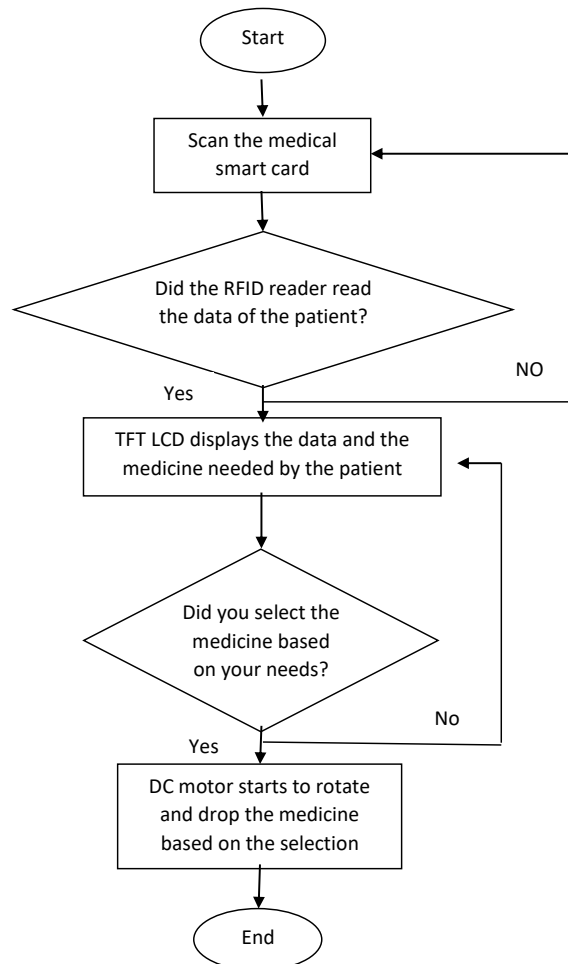 Start
Scan the medical
smart card
Did the RFID reader read
the data of the patient?
Yes
NO
TFT LCD displays the data and the
medicine needed by the patient
Did you select the
medicine based
on your needs?
No
Yes
DC motor starts to rotate
and drop the medicine
based on the selection
End